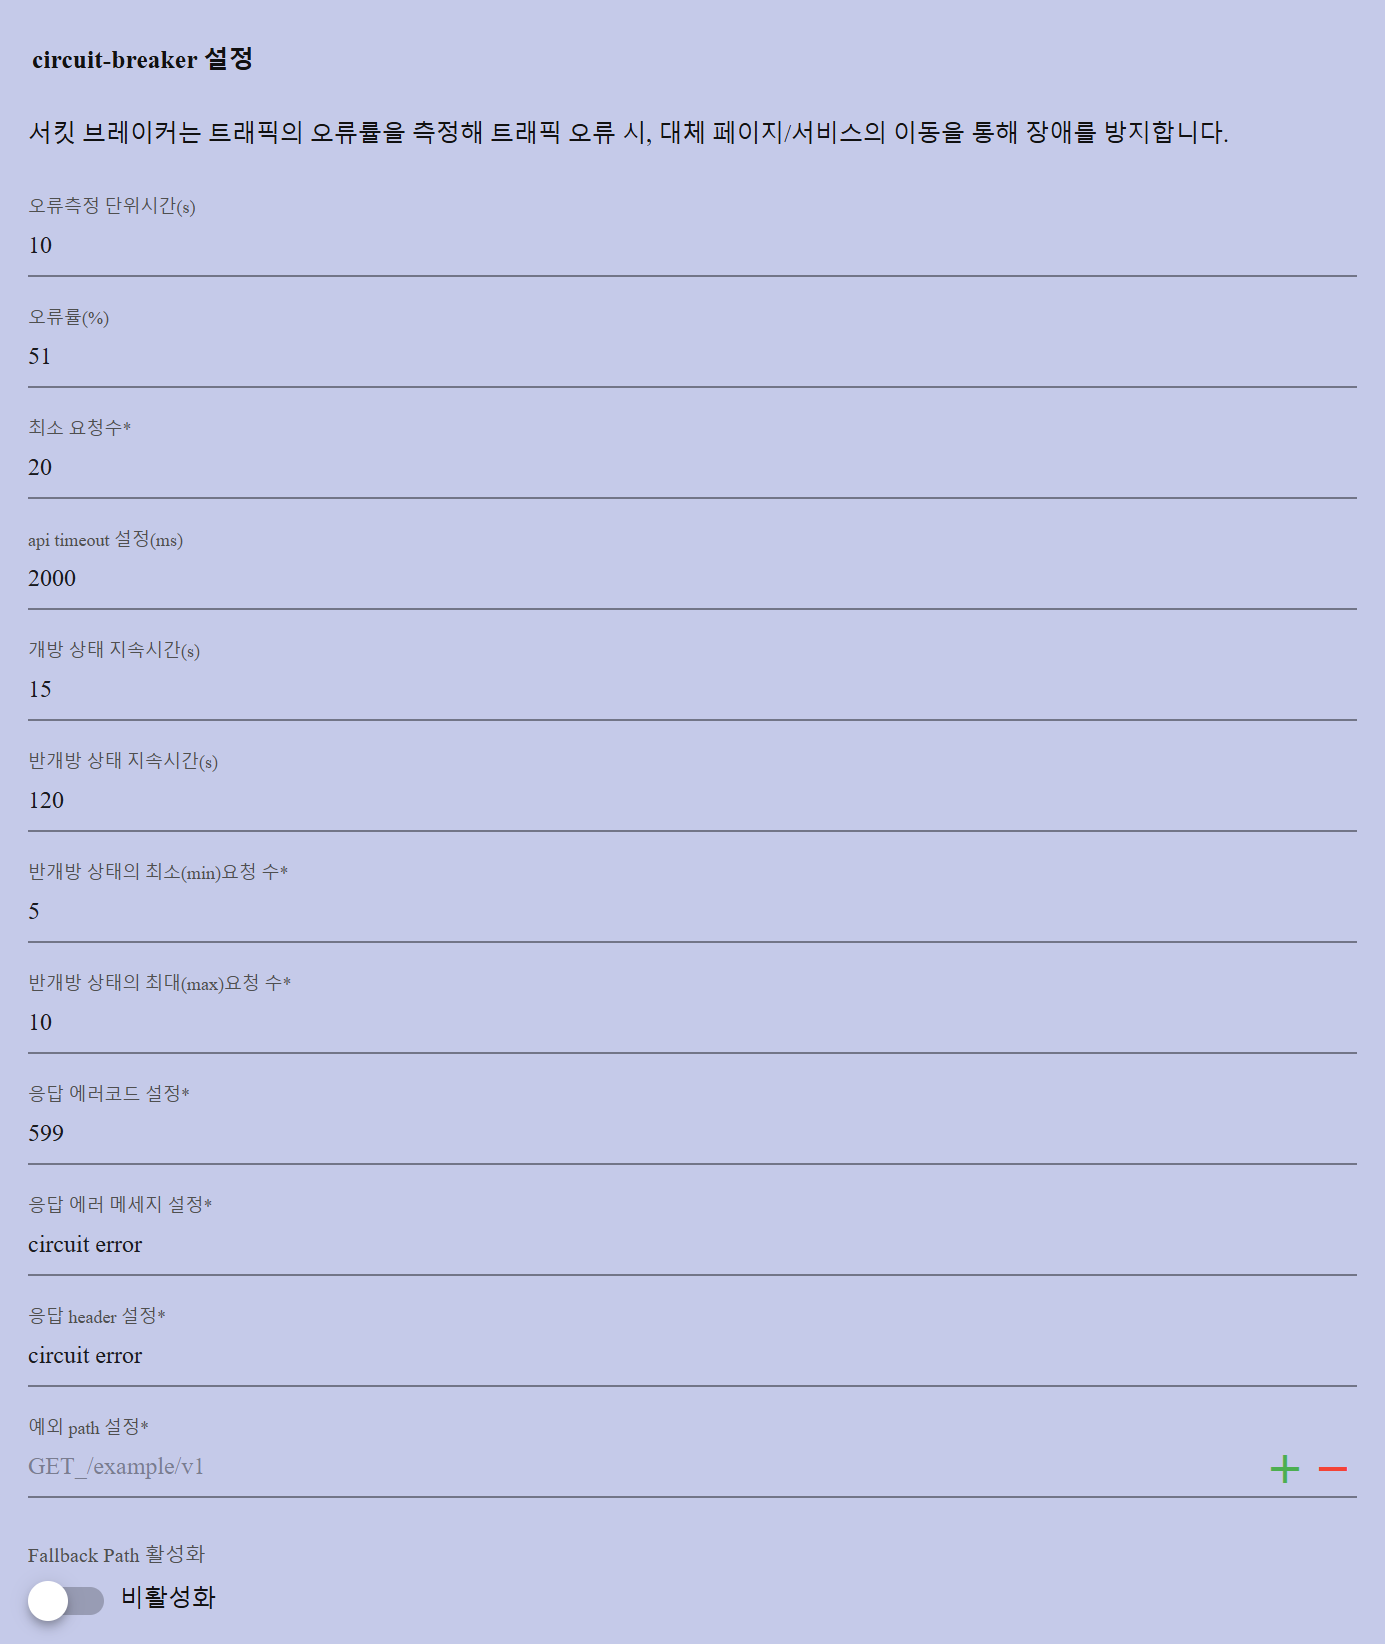 circuit-breaker 설정
서킷 브레이커는 트래픽의 오류률을 측정해 트래픽 오류 시, 대체 페이지/서비스의 이동을 통해 장애를 방지합니다.
오류측정 단위시간(s)
10
오류률(%)
51
최소 요청수*
20
api timeout 설정(ms)
2000
개방 상태 지속시간(s)
15
반개방 상태 지속시간(s)
120
반개방 상태의 최소(min)요청 수*
5
반개방 상태의 최대(max)요청 수*
10
응답 에러코드 설정*
599
응답 에러 메세지 설정*
circuit error
응답 header 설정*
circuit error
예외 path 설정*
GET_/example/v1
Fallback Path 활성화
비활성화